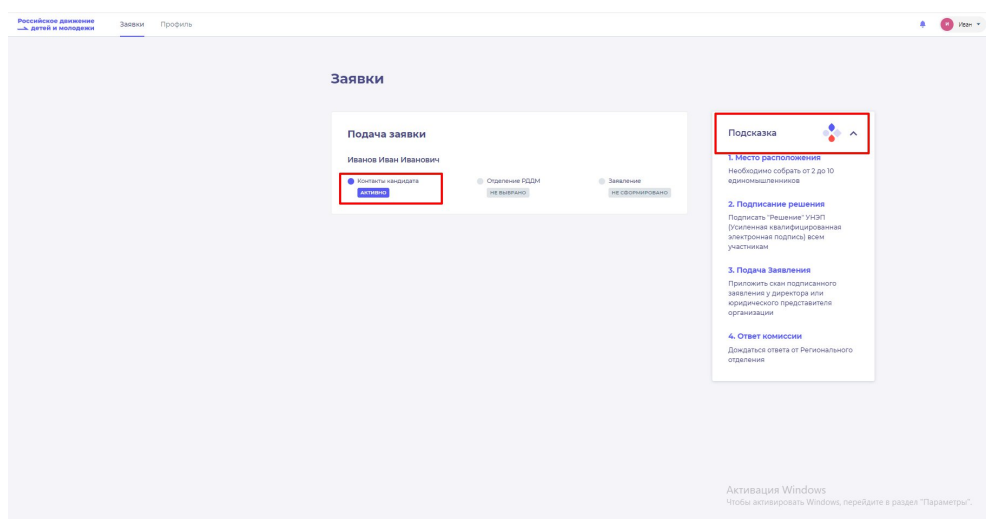 Российское движение
детей и молодежи
Заявки
Профиль
И
Иван
Заявки
Подача заявки
Иванов Иван Иванович
Контакты кандидата
АКТИВНО
Отделение РДДМ
НЕ ВЫБРАНО
Заявление
НЕ СФОРМИРОВАНО
Подсказка
1. Место расположения
Необходимо собрать от 2 до 10
единомышленников
2. Подписание решения
Подписать "Решение" УНЭП
(Усиленная квалифицированная
электронная подпись) всем
участникам
3. Подача Заявления
Приложить скан подписанного
заявления у директора или
юридического представителя
организации
4. Ответ комиссии
Дождаться ответа от Регионального
отделения
Активация Windows
Чтобы активировать Windows, перейдите в раздел "Параметры".